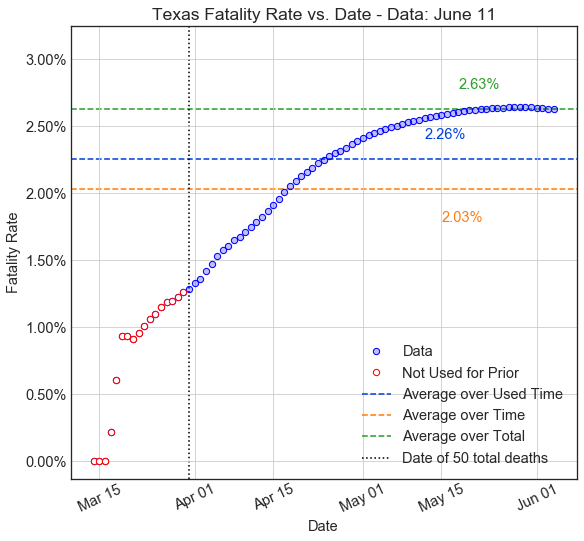 Texas Fatality Rate vs. Date - Data: June 11
3.00%
2.50%
2.00%
1.50%
1.00%
0.50%
0.00%
Fatality Rate
2.63%
2.26%
2.03%
Data
Not Used for Prior
Average over Used Time
Average over Time
Average over Total
Date of 50 total deaths
Mar 15
Apr 01
Apr 15
May 01
May 15
Jun 01
Date